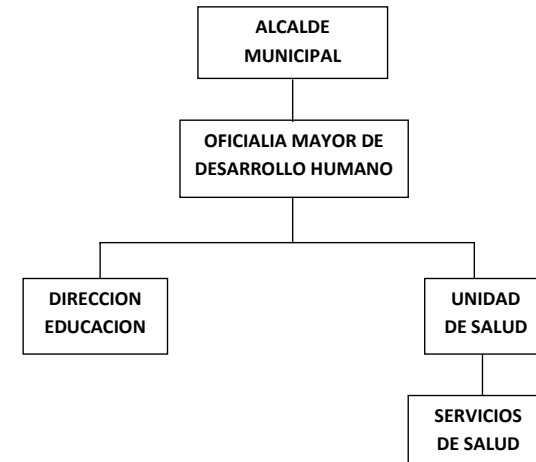 ALCALDE
MUNICIPAL
OFICIALIA MAYOR DE
DESARROLLO HUMANO
DIRECCION
EDUCACION
UNIDAD
DE SALUD
SERVICIOS
DE SALUD